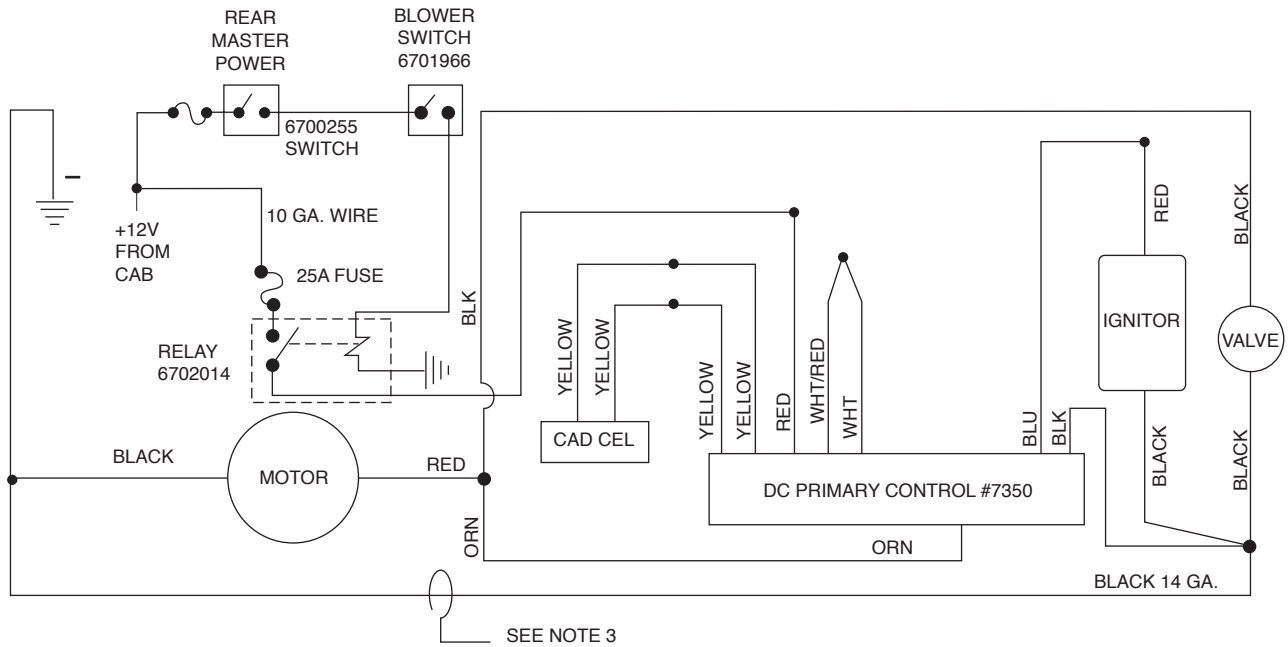 REAR
MASTER
POWER
BLOWER
SWITCH
6701966
6700255
SWITCH
10 GA. WIRE
+12V
FROM
CAB
25A FUSE
RELAY
6702014
BLK
YELLOW
YELLOW
YELLOW
YELLOW
RED
WHT/RED
WHT
BLU
BLK
RED
BLACK
IGNITOR
VALVE
BLACK
BLACK
CAD CEL
BLACK
MOTOR
RED
DC PRIMARY CONTROL #7350
ORN
ORN
BLACK 14 GA.
SEE NOTE 3